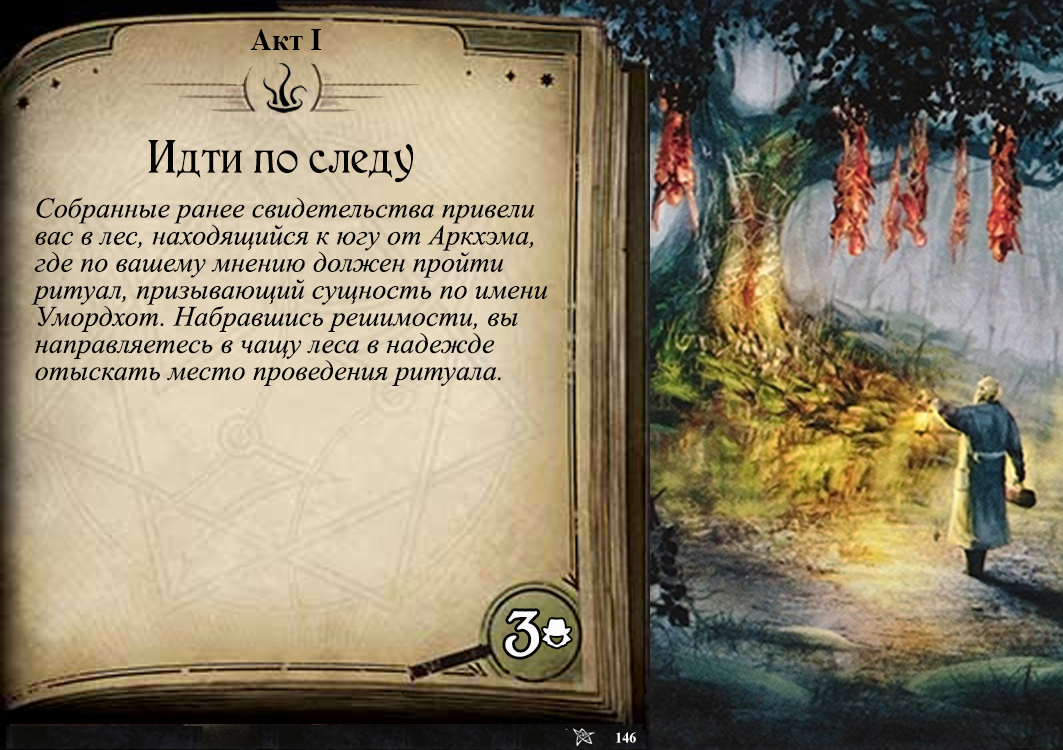 Акт I
Идти по следу
Собранные ранее свидетельства привели
вас в лес, находящийся к югу от Аркхэма,
где по вашему мнению должен пройти
ритуал, призывающий сущность по имени
Умордхот. Набравшись решимости, вы
направляетесь в чащу леса в надежде
отыскать место проведения ритуала.
3
146